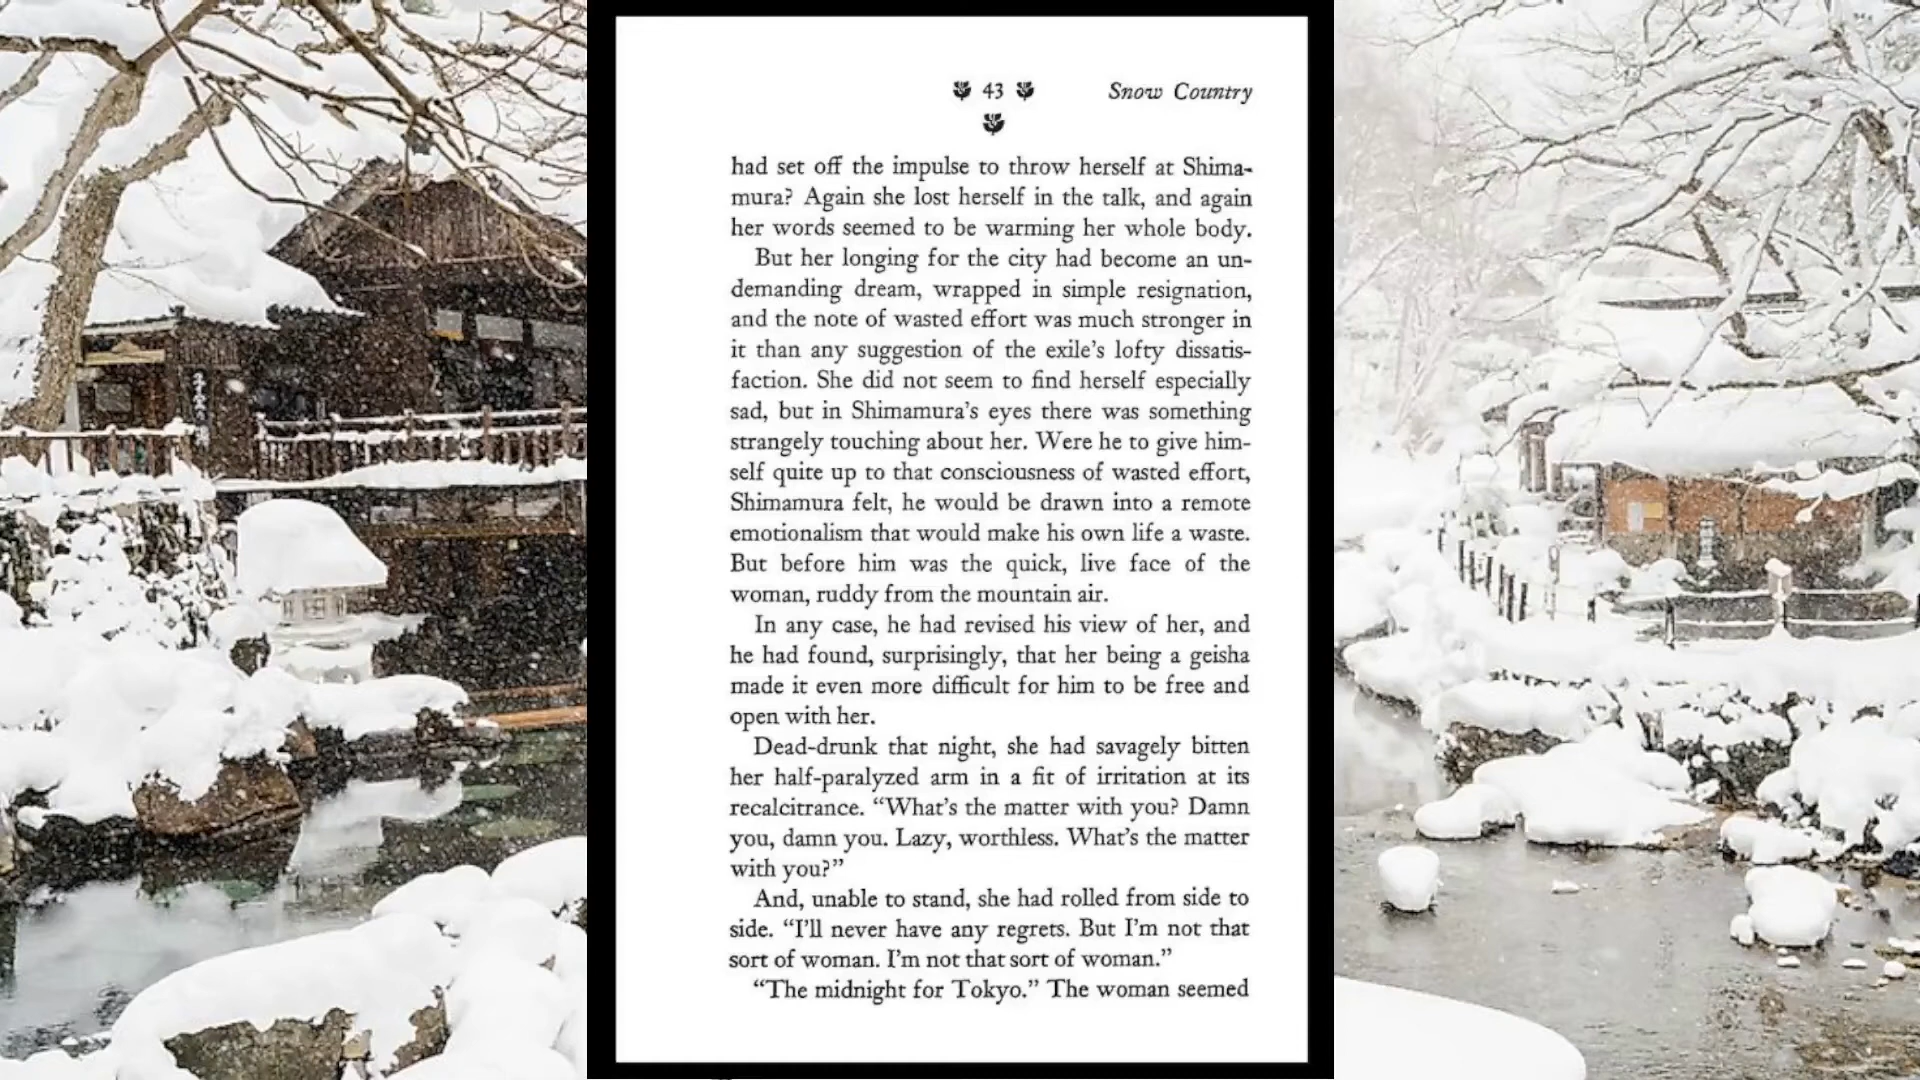 43
Snow Country
had set off the impulse to throw herself at Shima-
mura? Again she lost herself in the talk, and again
her words seemed to be warming her whole body.
But her longing for the city had become an un-
demanding dream, wrapped in simple resignation,
and the note of wasted effort was much stronger in
it than any suggestion of the exile's lofty dissatis-
faction. She did not seem to find herself especially
sad, but in Shimamura's eyes there was something
strangely touching about her. Were he to give him-
self quite up to that consciousness of wasted effort,
Shimamura felt, he would be drawn into a remote
emotionalism that would make his own life a waste.
But before him was the quick, live face of the
woman, ruddy from the mountain air.
In any case, he had revised his view of her, and
he had found, surprisingly, that her being a geisha
made it even more difficult for him to be free and
open with her.
Dead-drunk that night, she had savagely bitten
her half-paralyzed arm in a fit of irritation at its
recalcitrance. “What's the matter with you? Damn
you, damn you. Lazy, worthless. What's the matter
with you?”
And, unable to stand, she had rolled from side to
side. “I'll never have any regrets. But I'm not that
sort of woman. I'm not that sort of woman.”
“The midnight for Tokyo.” The woman seemed